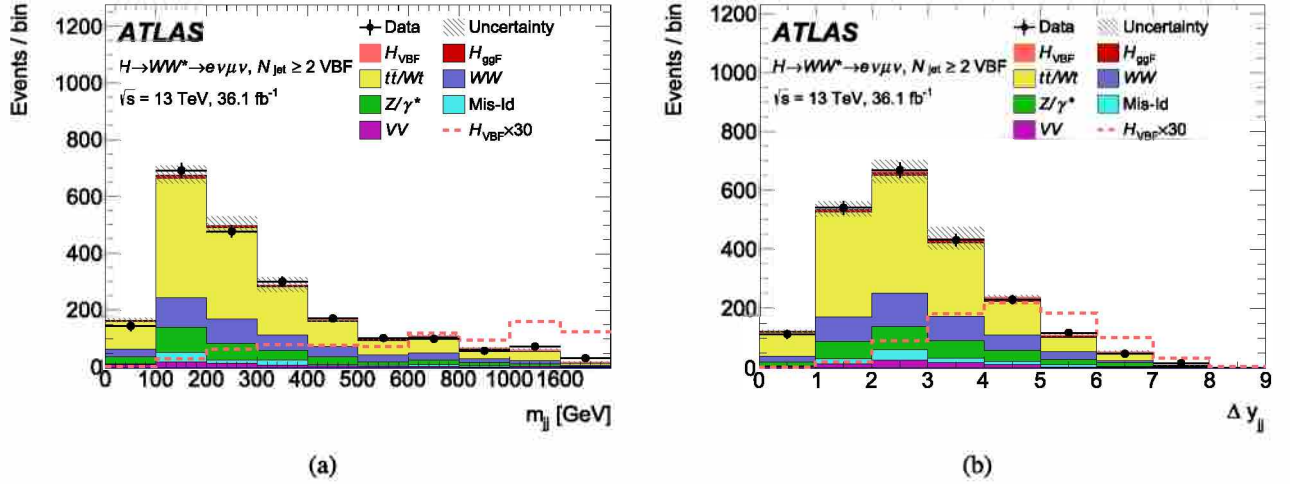 Events / bin
1200
1000
800
600
400
200
0
ATLAS
H→WW*→eνμν, N jet ≥ 2 VBF
√s = 13 TeV, 36.1 fb⁻¹
Data
Uncertainty
H_VBF
H_ggF
tt̄/Wt
WW
Z/γ*
Mis-Id
VV
H_VBF×30
0 100 200 300 400 500 600 800 1000 1600
m_jj [GeV]
(a)
Events / bin
1200
1000
800
600
400
200
0
ATLAS
H→WW*→eνμν, N jet ≥ 2 VBF
√s = 13 TeV, 36.1 fb⁻¹
Data
Uncertainty
H_VBF
H_ggF
tt̄/Wt
WW
Z/γ*
Mis-Id
VV
H_VBF×30
0 1 2 3 4 5 6 7 8 9
Δ y_jj
(b)